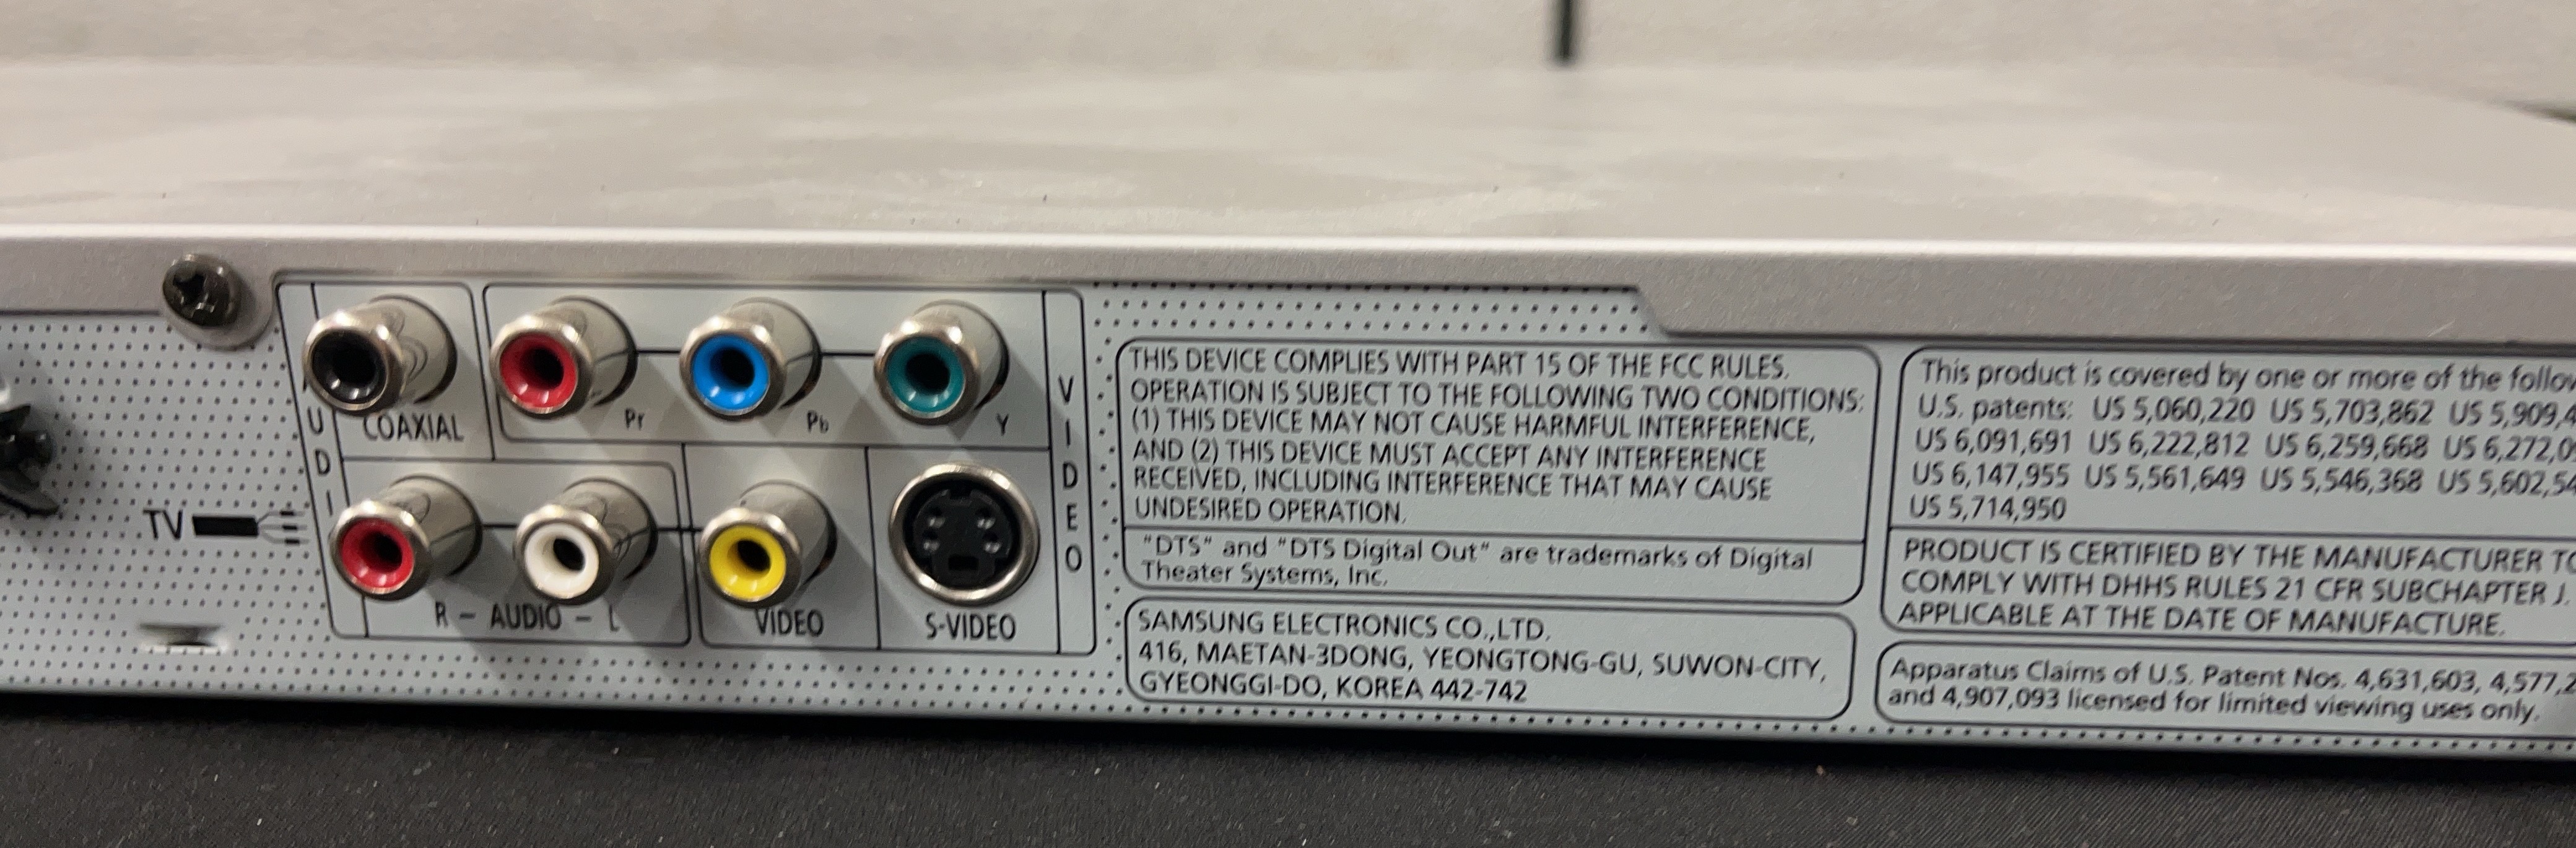 TV
AUDI
COAXIAL
Pr
Pb
Y
R - AUDIO - L
VIDEO
S-VIDEO
VIDEO
THIS DEVICE COMPLIES WITH PART 15 OF THE FCC RULES.
OPERATION IS SUBJECT TO THE FOLLOWING TWO CONDITIONS:
(1) THIS DEVICE MAY NOT CAUSE HARMFUL INTERFERENCE,
AND (2) THIS DEVICE MUST ACCEPT ANY INTERFERENCE
RECEIVED, INCLUDING INTERFERENCE THAT MAY CAUSE
UNDESIRED OPERATION.
"DTS" and "DTS Digital Out" are trademarks of Digital
Theater Systems, Inc.
SAMSUNG ELECTRONICS CO.,LTD.
416, MAETAN-3DONG, YEONGTONG-GU, SUWON-CITY,
GYEONGGI-DO, KOREA 442-742
This product is covered by one or more of the
U.S. patents: US 5,060,220 US 5,703,862 US
US 6,091,691 US 6,222,812 US 6,259,668 US
US 6,147,955 US 5,561,649 US 5,546,368 US
US 5,714,950
PRODUCT IS CERTIFIED BY THE MANUFACTURER TO
COMPLY WITH DHHS RULES 21 CFR SUBCHAPTER J.
APPLICABLE AT THE DATE OF MANUFACTURE.
Apparatus Claims of U.S. Patent Nos. 4,631,603,
and 4,907,093 licensed for limited viewing uses only.